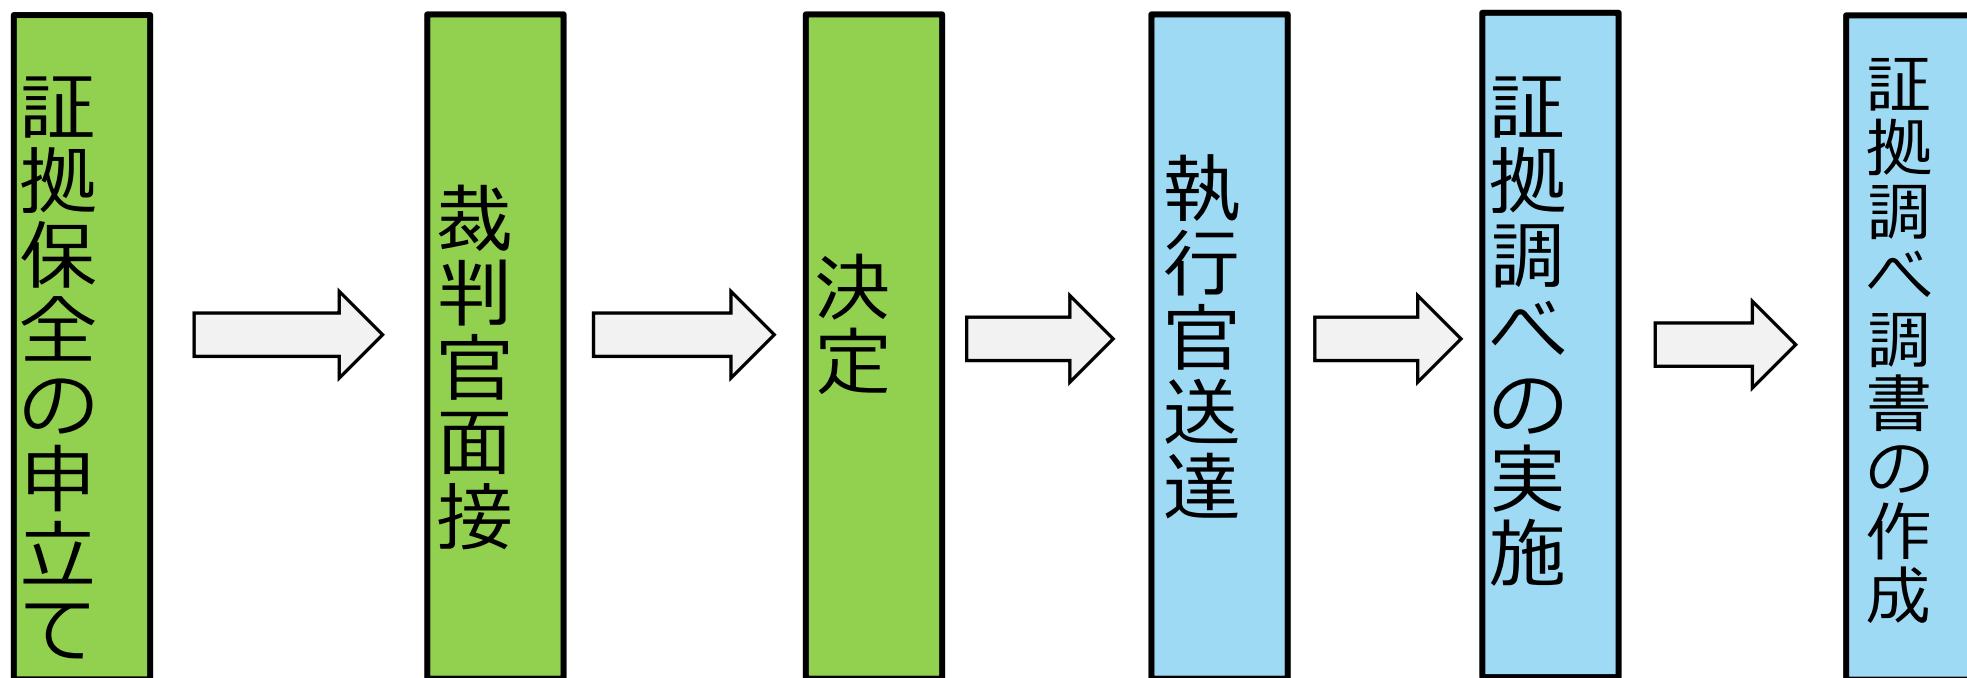 証拠保全の申立て
裁判官面接
決定
執行官送達
証拠調べの実施
証拠調べ調書の作成